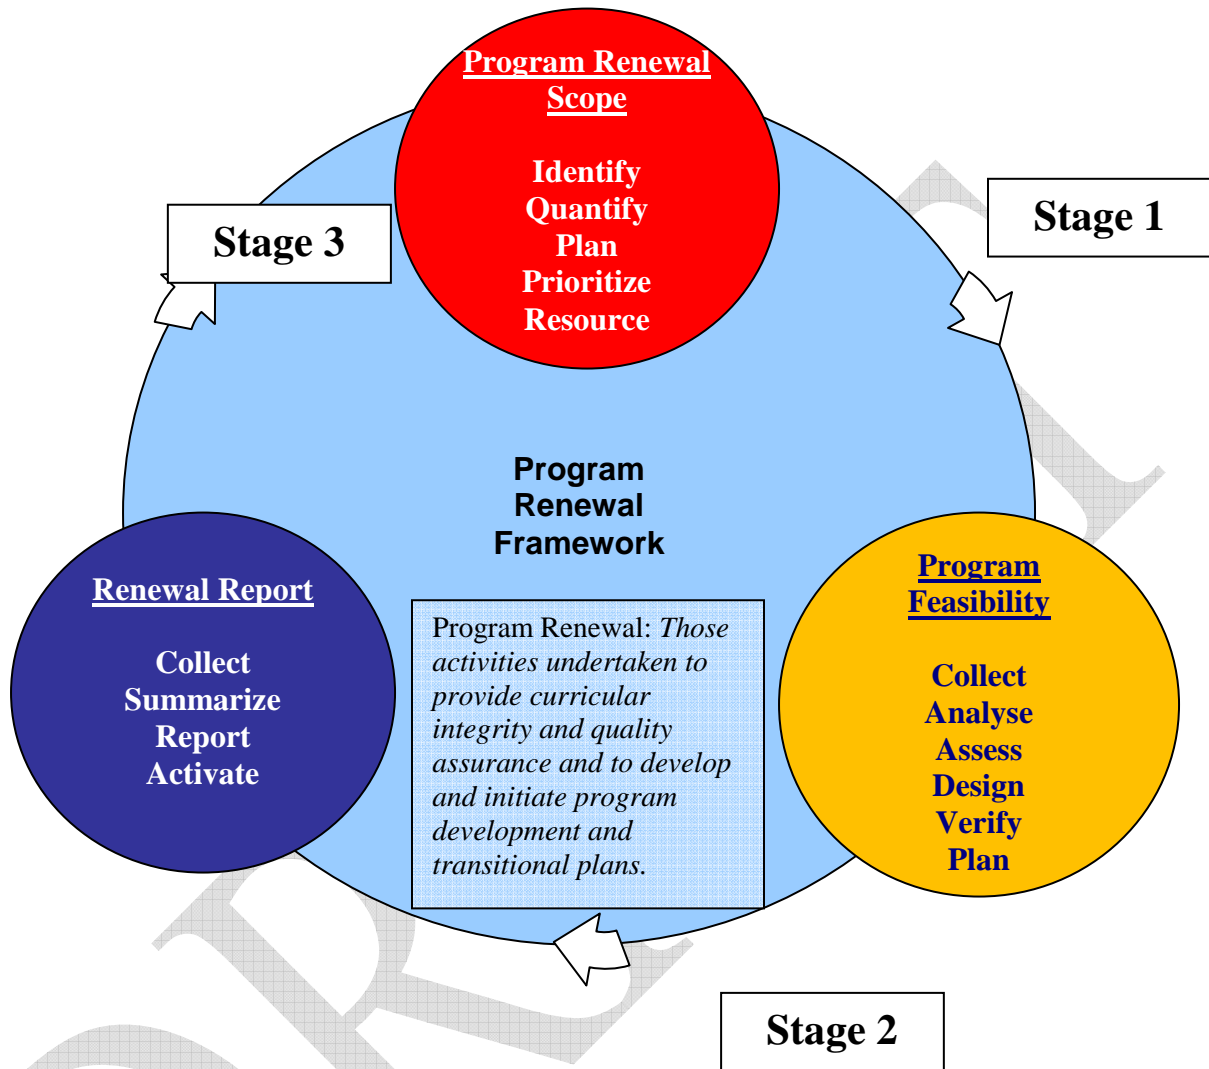 Program Renewal
Scope
Identify
Quantify
Plan
Prioritize
Resource
Stage 3
Stage 1
Program
Renewal
Framework
Renewal Report
Collect
Summarize
Report
Activate
Program Renewal: Those
activities undertaken to
provide curricular
integrity and quality
assurance and to develop
and initiate program
development and
transitional plans.
Program
Feasibility
Collect
Analyse
Assess
Design
Verify
Plan
Stage 2